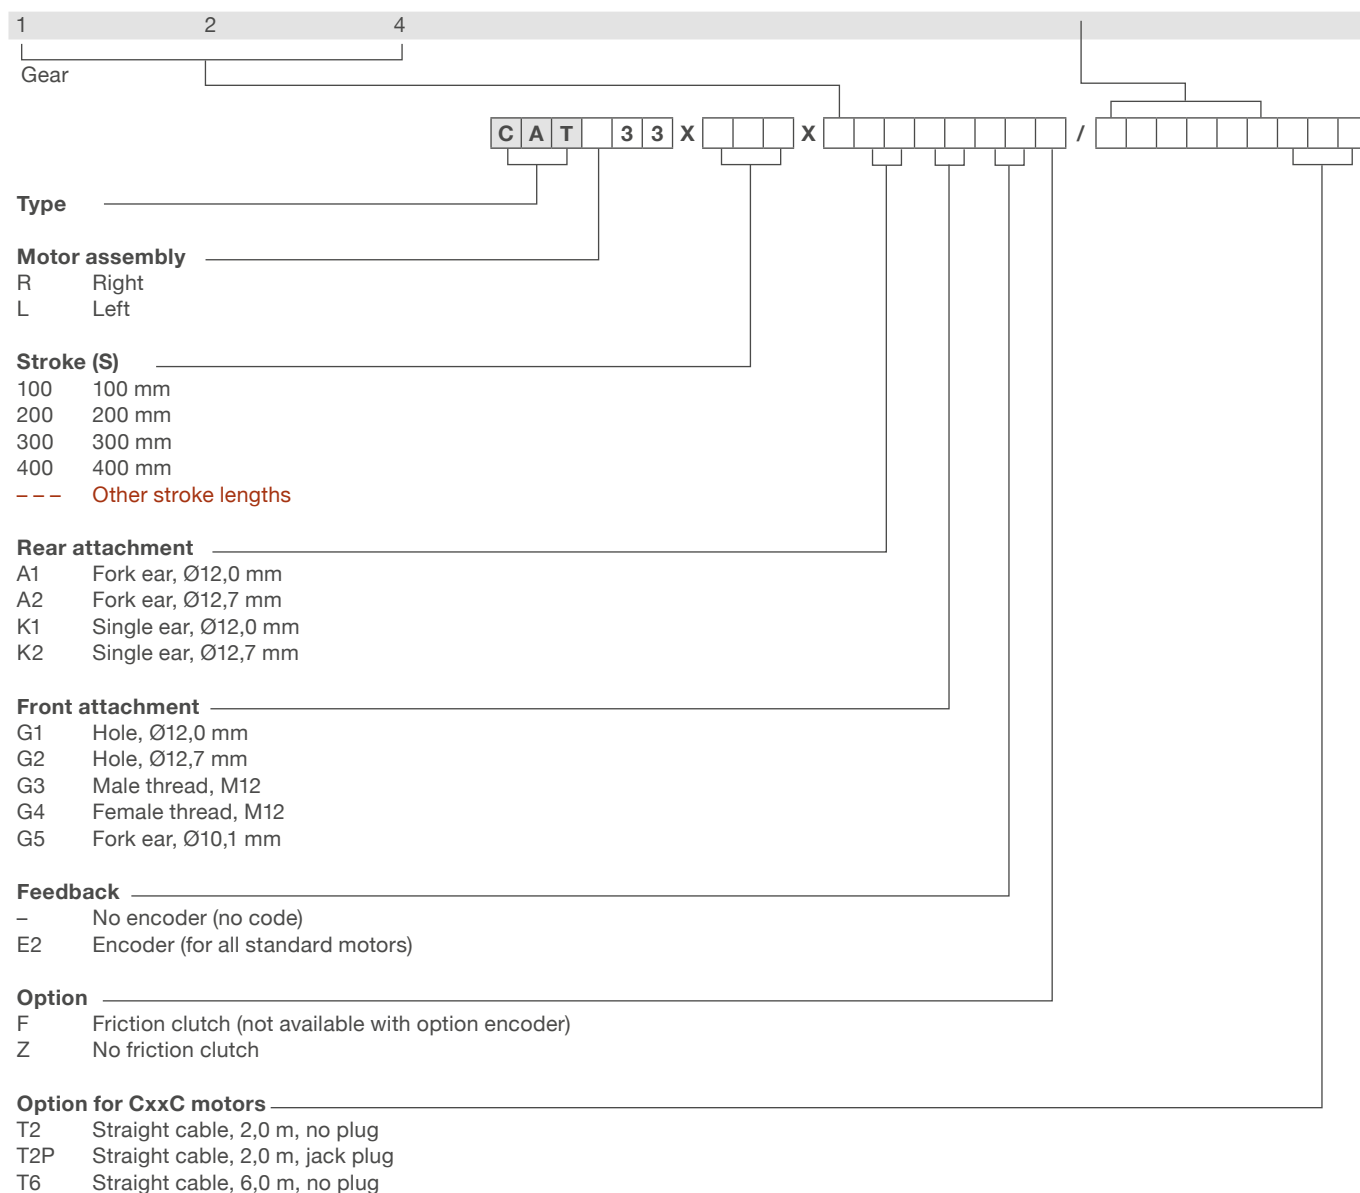 1 2 4
Gear
C A T 3 3 X X /
Type
Motor assembly
R Right
L Left
Stroke (S)
100 100 mm
200 200 mm
300 300 mm
400 400 mm
– – – Other stroke lengths
Rear attachment
A1 Fork ear, Ø12,0 mm
A2 Fork ear, Ø12,7 mm
K1 Single ear, Ø12,0 mm
K2 Single ear, Ø12,7 mm
Front attachment
G1 Hole, Ø12,0 mm
G2 Hole, Ø12,7 mm
G3 Male thread, M12
G4 Female thread, M12
G5 Fork ear, Ø10,1 mm
Feedback
– No encoder (no code)
E2 Encoder (for all standard motors)
Option
F Friction clutch (not available with option encoder)
Z No friction clutch
Option for CxxC motors
T2 Straight cable, 2,0 m, no plug
T2P Straight cable, 2,0 m, jack plug
T6 Straight cable, 6,0 m, no plug